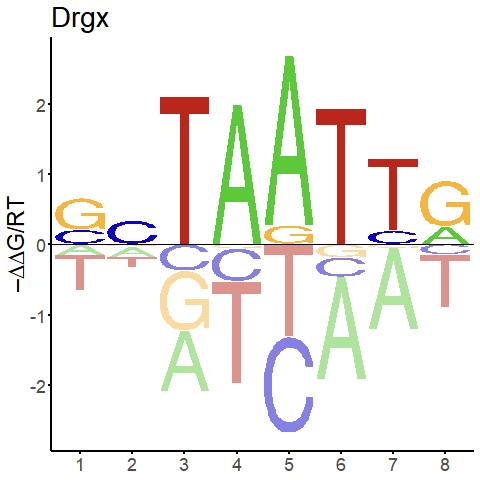 Drgx
−ΔΔG/RT
2
1
0
-1
-2
G C A T
C A T
T C G A
A C T
A G T C
T G C A
T C A
G A C T
1 2 3 4 5 6 7 8